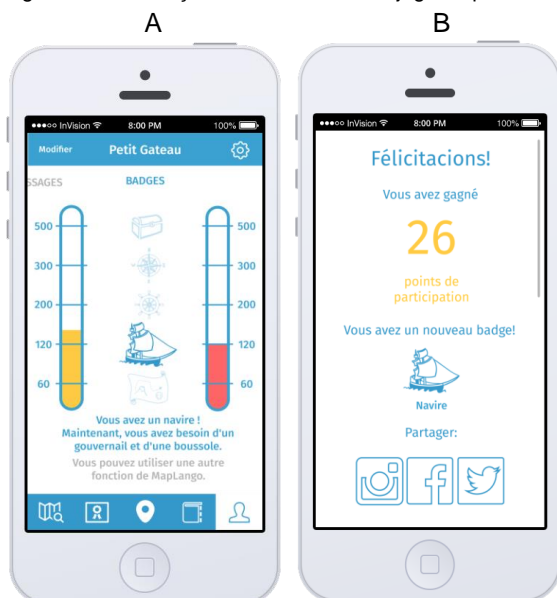 A
B
InVision 8:00 PM 100%
Modifier Petit Gateau
SSAGES BADGES
500 500
300 300
200 200
120 120
60 60
Vous avez un navire !
Maintenant, vous avez besoin d'un
gouvernail et d'une boussole.
Vous pouvez utiliser une autre
fonction de MapLango.
InVision 8:00 PM 100%
Félicitacions!
Vous avez gagné
26
points de
participation
Vous avez un nouveau badge!
Navire
Partager: